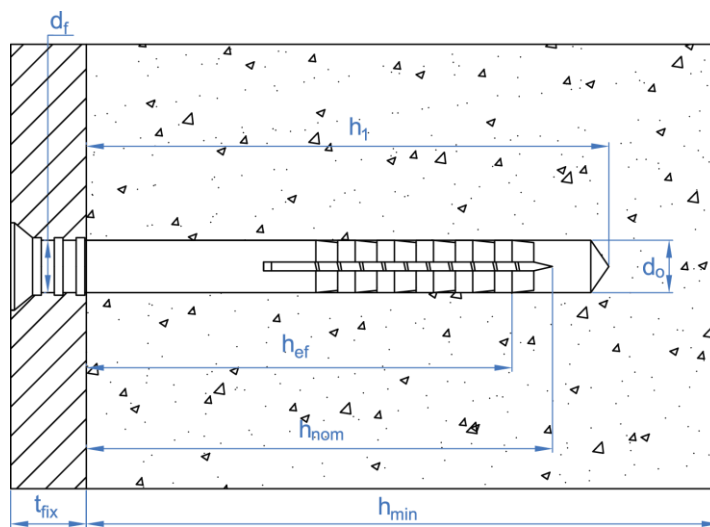 d_f
h_1
d_o
h_ef
h_nom
t_fix
h_min